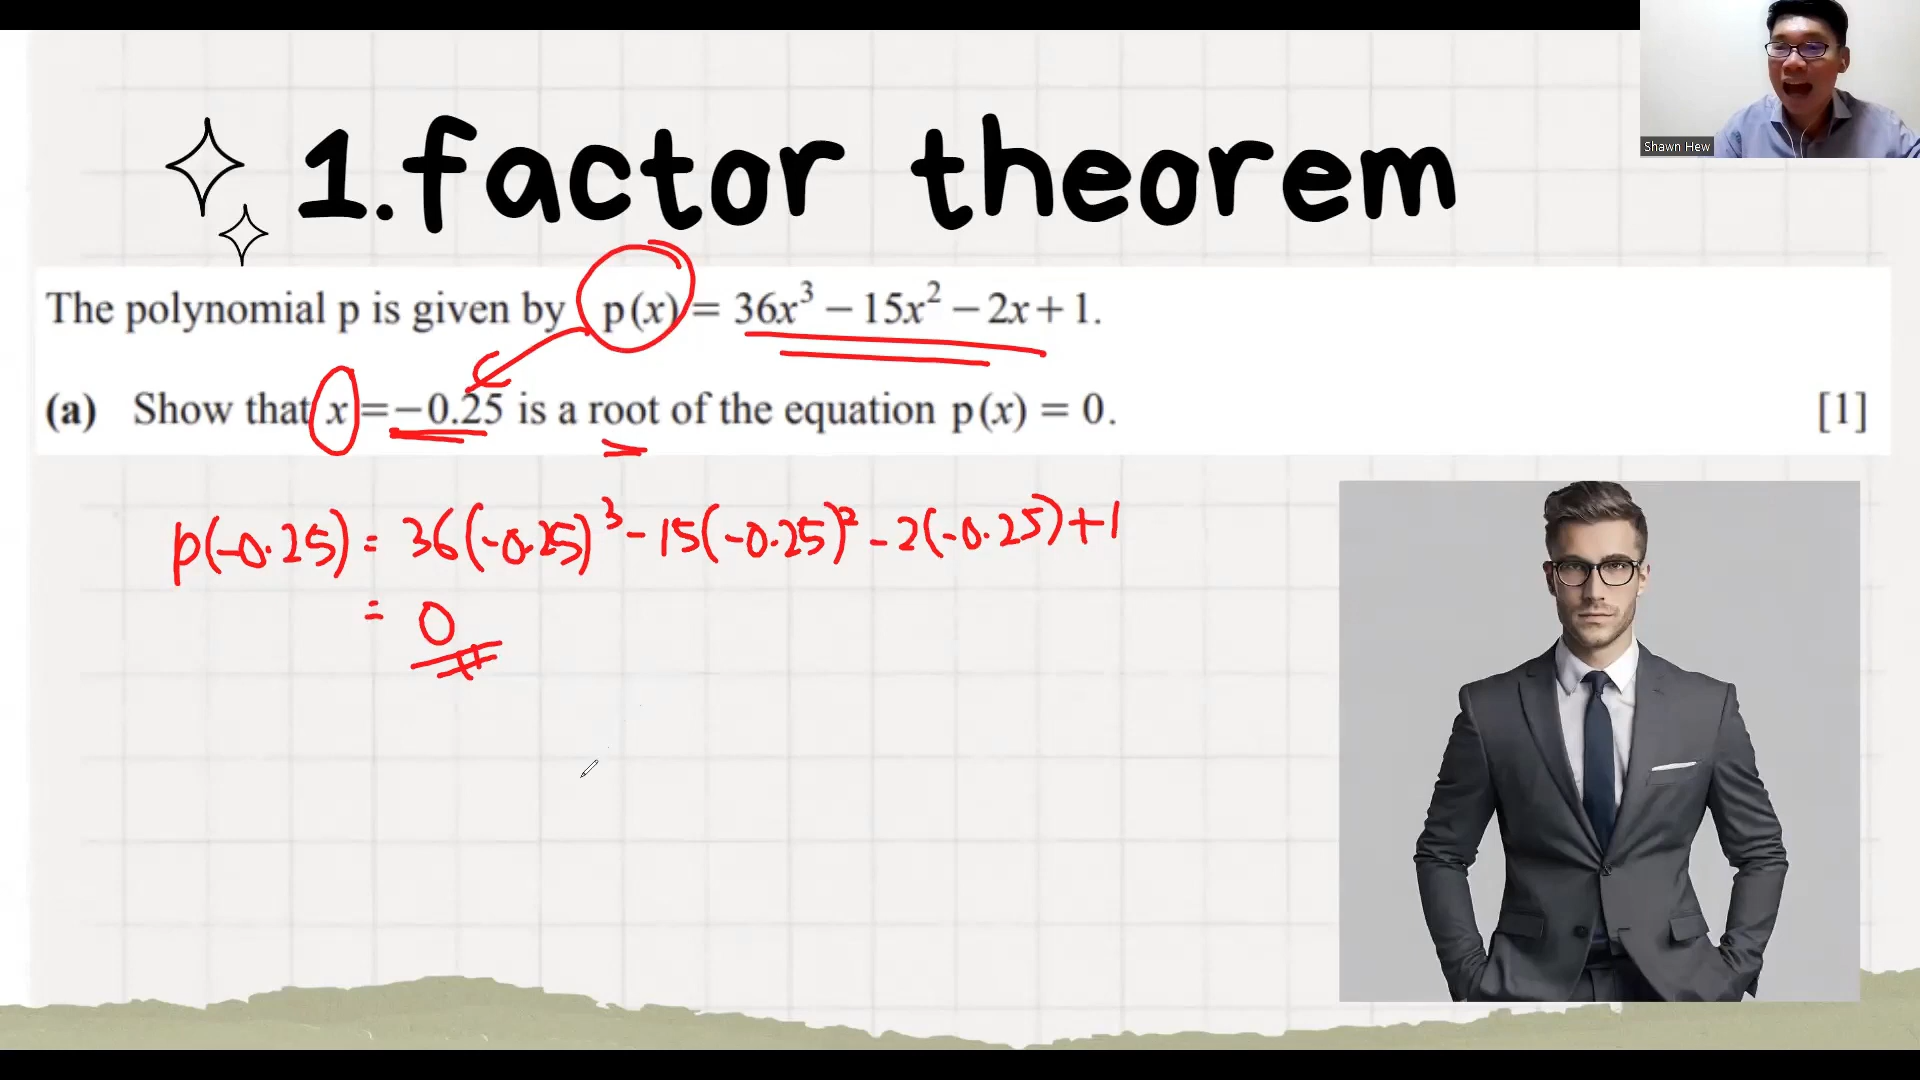 Shawn Hew
1.factor theorem
The polynomial p is given by p(x) = 36x³ − 15x² − 2x + 1.
(a) Show that x = −0.25 is a root of the equation p(x) = 0. [1]
p(-0.25) = 36(-0.25)³ - 15(-0.25)² - 2(-0.25)+1
= 0